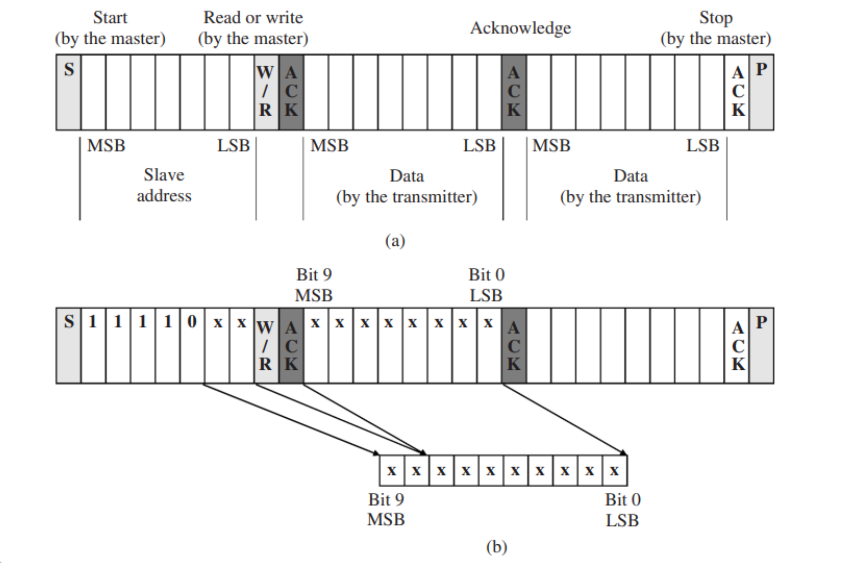 Start
(by the master)
Read or write
(by the master)
Acknowledge
Stop
(by the master)
S
W
/
R
A
C
K
A
C
K
A
C
K
P
MSB
LSB
MSB
LSB
MSB
LSB
Slave
address
Data
(by the transmitter)
Data
(by the transmitter)
(a)
Bit 9
MSB
Bit 0
LSB
S 1 1 1 1 0 x x
W
/
R
A
C
K
x x x x x x x x
A
C
K
A
C
K
P
x x x x x x x x x x
Bit 9
MSB
Bit 0
LSB
(b)